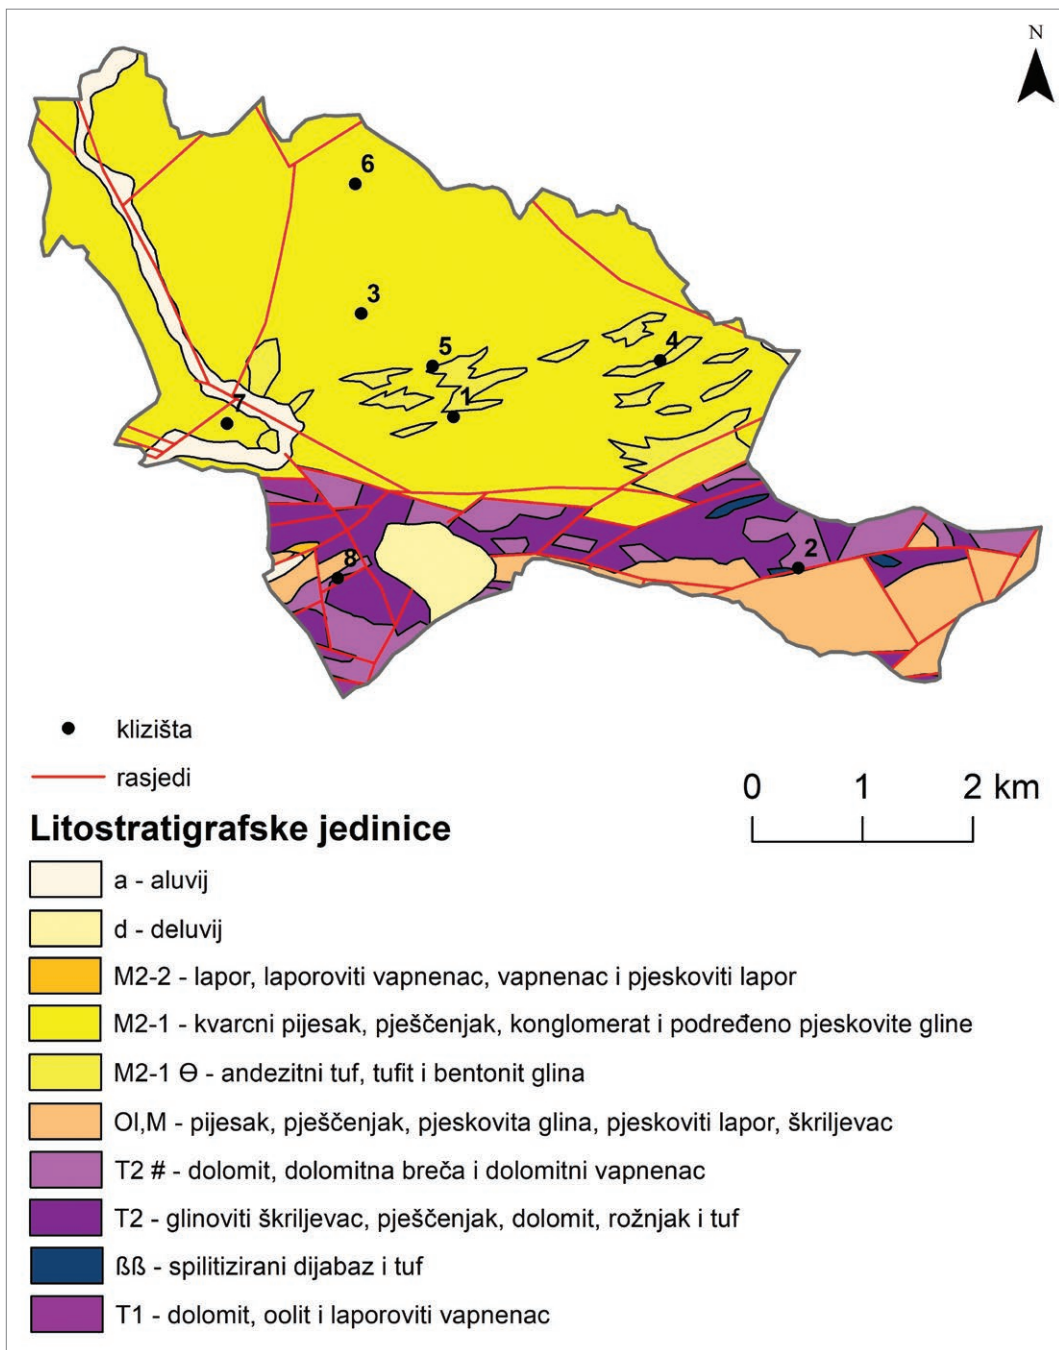 N
6
3
5
4
1
7
2
8
klizišta
rasjedi
0 1 2 km
Litostratigrafske jedinice
a - aluvij
d - deluvij
M2-2 - lapor, laporoviti vapnenac, vapnenac i pjeskoviti lapor
M2-1 - kvarcni pijesak, pješčenjak, konglomerat i podređeno pjeskovite gline
M2-1 Ɵ - andezitni tuf, tufit i bentonit glina
Ol,M - pijesak, pješčenjak, pjeskovita glina, pjeskoviti lapor, škriljevac
T2 # - dolomit, dolomitna breča i dolomitni vapnenac
T2 - glinoviti škriljevac, pješčenjak, dolomit, rožnjak i tuf
ßß - spilitizirani dijabaz i tuf
T1 - dolomit, oolit i laporoviti vapnenac